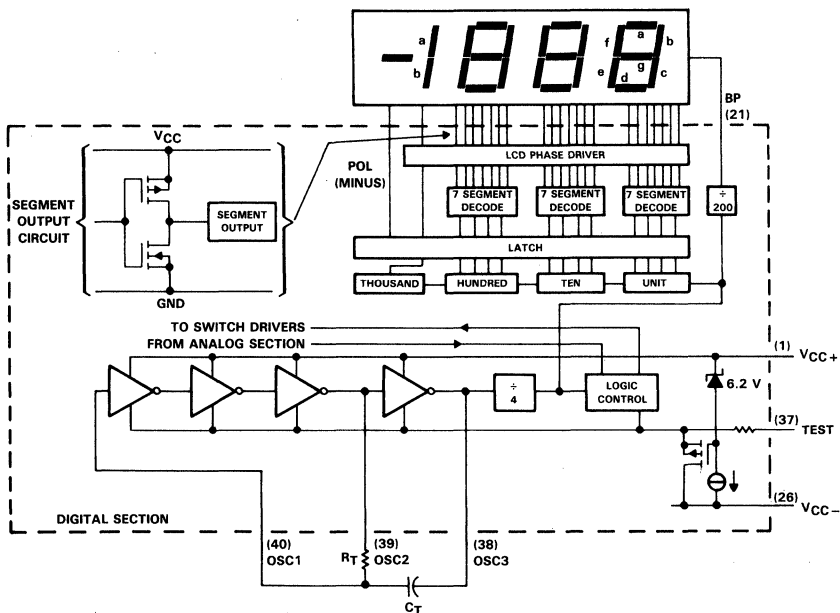 a
b
f
a
b
g
e
d
c
BP
(21)
VCC
POL
(MINUS)
LCD PHASE DRIVER
SEGMENT
OUTPUT
CIRCUIT
SEGMENT
OUTPUT
7 SEGMENT
DECODE
7 SEGMENT
DECODE
7 SEGMENT
DECODE
÷
200
LATCH
GND
THOUSAND
HUNDRED
TEN
UNIT
TO SWITCH DRIVERS
FROM ANALOG SECTION
(1)
VCC+
6.2 V
÷
4
LOGIC
CONTROL
(37)
TEST
(26)
VCC−
DIGITAL SECTION
(40)
OSC1
RT
(39)
OSC2
(38)
OSC3
CT